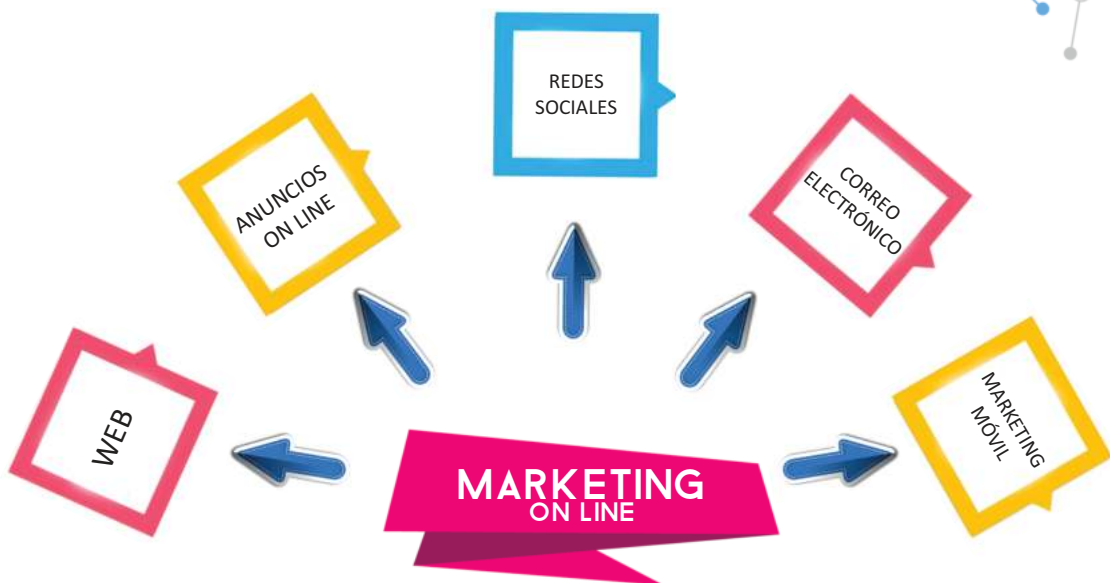 REDES
SOCIALES
ANUNCIOS
ON LINE
CORREO
ELECTRÓNICO
WEB
MARKETING
MÓVIL
MARKETING
ON LINE